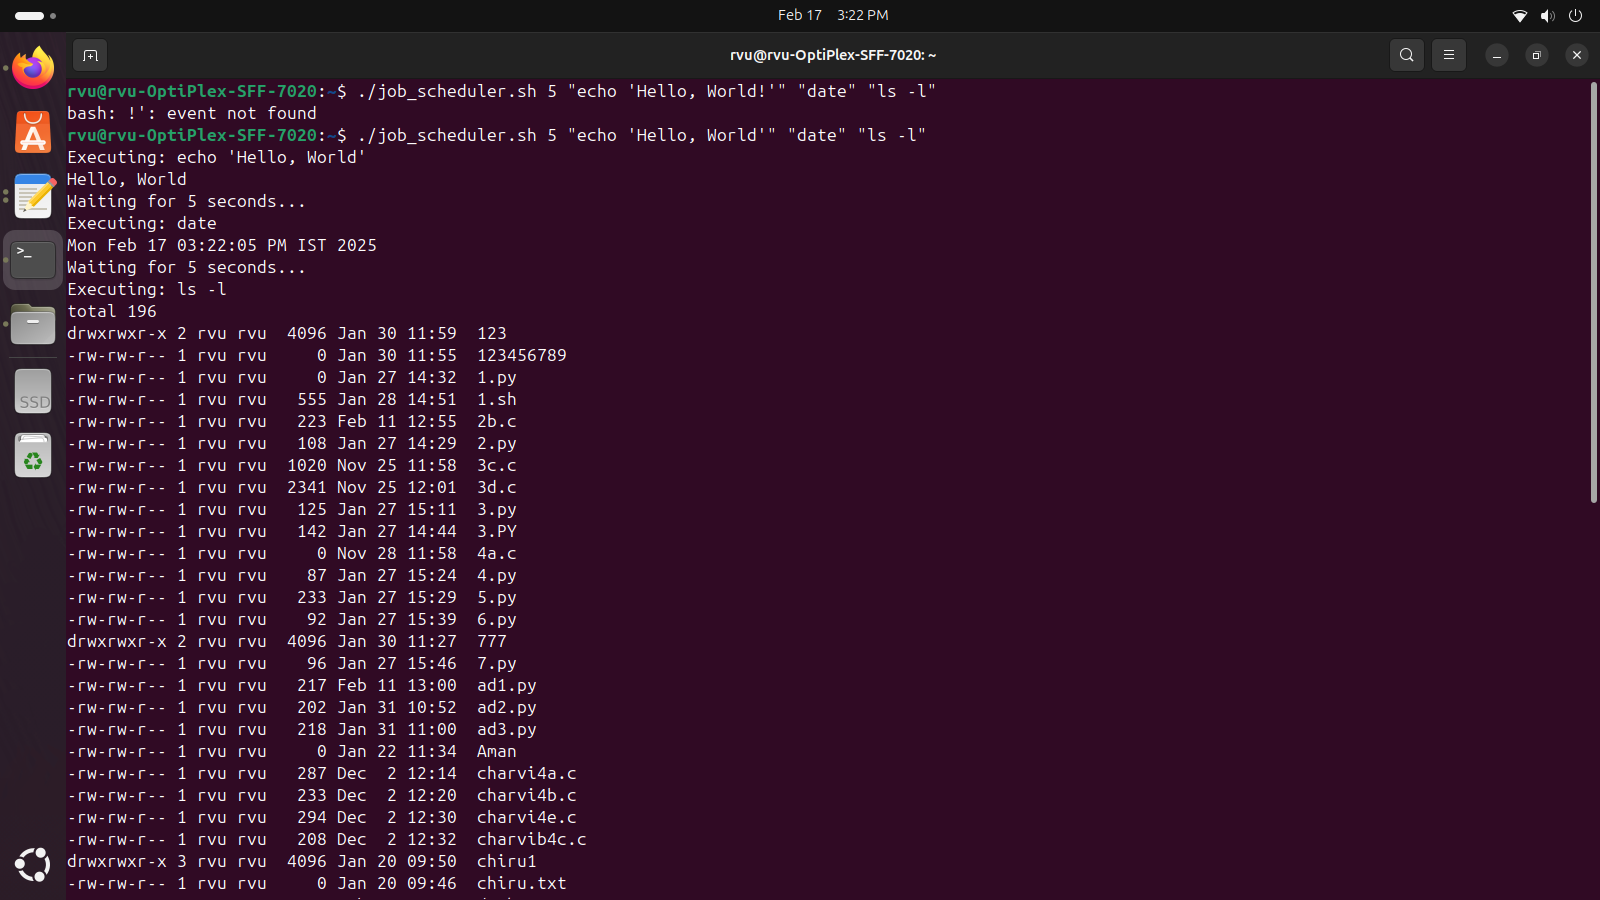 Feb 17 3:22 PM
rvu@rvu-OptiPlex-SFF-7020: ~
rvu@rvu-OptiPlex-SFF-7020:~$ ./job_scheduler.sh 5 "echo 'Hello, World!'" "date" "ls -l"
bash: !': event not found
rvu@rvu-OptiPlex-SFF-7020:~$ ./job_scheduler.sh 5 "echo 'Hello, World'" "date" "ls -l"
Executing: echo 'Hello, World'
Hello, World
Waiting for 5 seconds...
Executing: date
Mon Feb 17 03:22:05 PM IST 2025
Waiting for 5 seconds...
Executing: ls -l
total 196
drwxrwxr-x 2 rvu rvu  4096 Jan 30 11:59  123
-rw-rw-r-- 1 rvu rvu     0 Jan 30 11:55  123456789
-rw-rw-r-- 1 rvu rvu     0 Jan 27 14:32  1.py
-rw-rw-r-- 1 rvu rvu   555 Jan 28 14:51  1.sh
-rw-rw-r-- 1 rvu rvu   223 Feb 11 12:55  2b.c
-rw-rw-r-- 1 rvu rvu   108 Jan 27 14:29  2.py
-rw-rw-r-- 1 rvu rvu  1020 Nov 25 11:58  3c.c
-rw-rw-r-- 1 rvu rvu  2341 Nov 25 12:01  3d.c
-rw-rw-r-- 1 rvu rvu   125 Jan 27 15:11  3.py
-rw-rw-r-- 1 rvu rvu   142 Jan 27 14:44  3.PY
-rw-rw-r-- 1 rvu rvu     0 Nov 28 11:58  4a.c
-rw-rw-r-- 1 rvu rvu    87 Jan 27 15:24  4.py
-rw-rw-r-- 1 rvu rvu   233 Jan 27 15:29  5.py
-rw-rw-r-- 1 rvu rvu    92 Jan 27 15:39  6.py
drwxrwxr-x 2 rvu rvu  4096 Jan 30 11:27  777
-rw-rw-r-- 1 rvu rvu    96 Jan 27 15:46  7.py
-rw-rw-r-- 1 rvu rvu   217 Feb 11 13:00  ad1.py
-rw-rw-r-- 1 rvu rvu   202 Jan 31 10:52  ad2.py
-rw-rw-r-- 1 rvu rvu   218 Jan 31 11:00  ad3.py
-rw-rw-r-- 1 rvu rvu     0 Jan 22 11:34  Aman
-rw-rw-r-- 1 rvu rvu   287 Dec  2 12:14  charvi4a.c
-rw-rw-r-- 1 rvu rvu   233 Dec  2 12:20  charvi4b.c
-rw-rw-r-- 1 rvu rvu   294 Dec  2 12:30  charvi4e.c
-rw-rw-r-- 1 rvu rvu   208 Dec  2 12:32  charvib4c.c
drwxrwxr-x 3 rvu rvu  4096 Jan 20 09:50  chiru1
-rw-rw-r-- 1 rvu rvu     0 Jan 20 09:46  chiru.txt
SSD